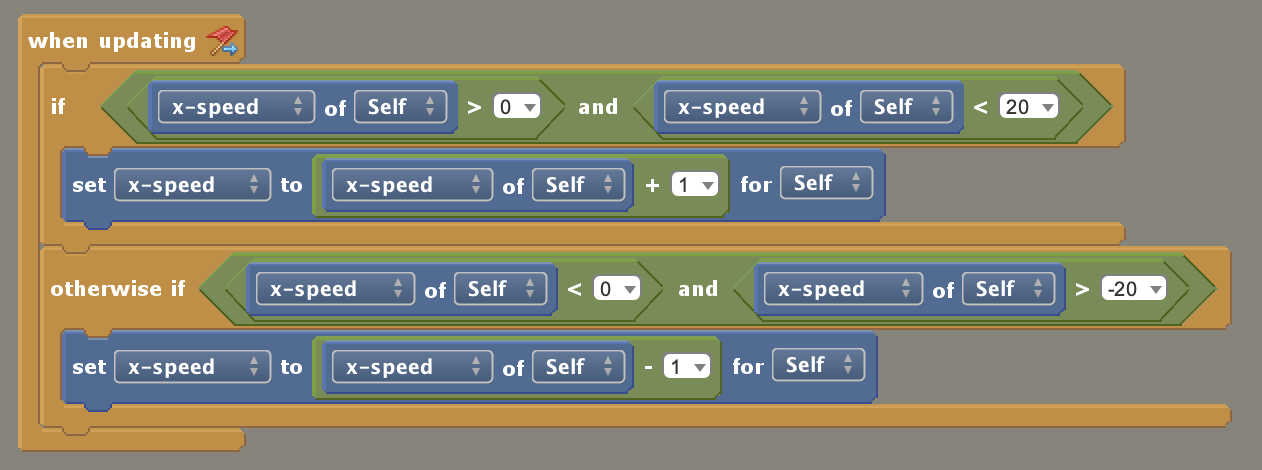 when updating
if x-speed of Self > 0 and x-speed of Self < 20
set x-speed to x-speed of Self + 1 for Self
otherwise if x-speed of Self < 0 and x-speed of Self > -20
set x-speed to x-speed of Self - 1 for Self